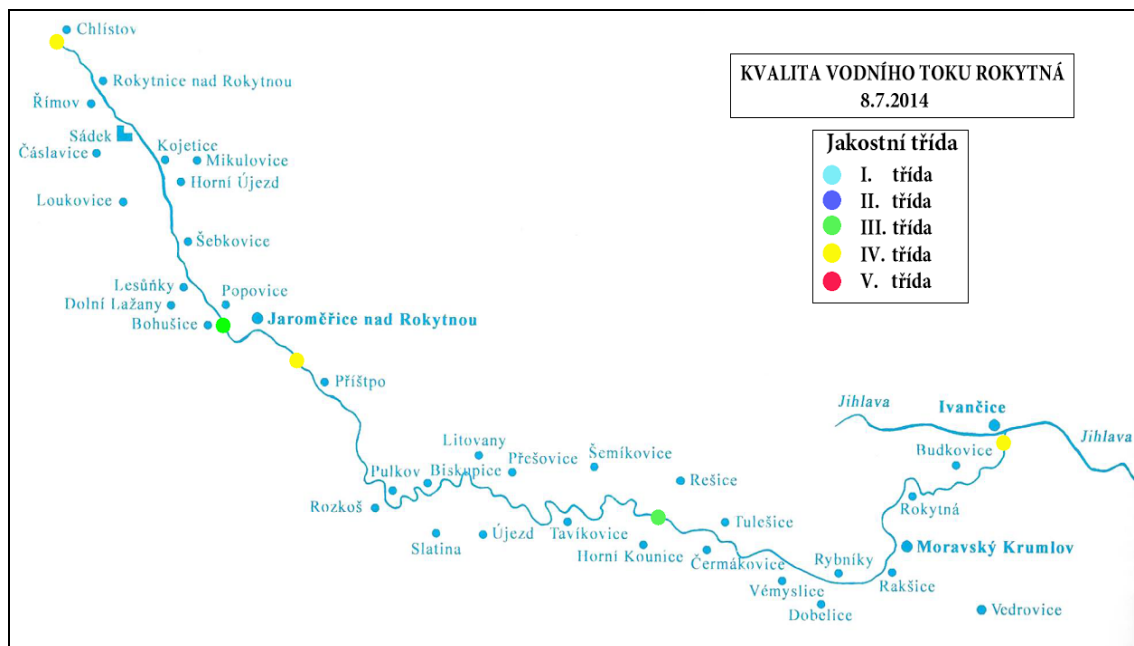 Chlístov
Rokytnice nad Rokytnou
Římov
Sádek
Čáslavice
Kojetice
Mikulovice
Horní Újezd
Loukovice
Šebkovice
Lesůňky
Popovice
Dolní Lažany
Bohušice
Jaroměřice nad Rokytnou
Příštpo
KVALITA VODNÍHO TOKU ROKYTNÁ
8.7.2014
Jakostní třída
I. třída
II. třída
III. třída
IV. třída
V. třída
Jihlava
Ivančice
Jihlava
Budkovice
Litovany
Přešovice
Šemíkovice
Pulkov
Biskupice
Rešice
Rozkoš
Rokytná
Slatina
Újezd
Tavíkovice
Tulešice
Horní Kounice
Čermákovice
Moravský Krumlov
Rybníky
Rakšice
Vémyslice
Dobelice
Vedrovice